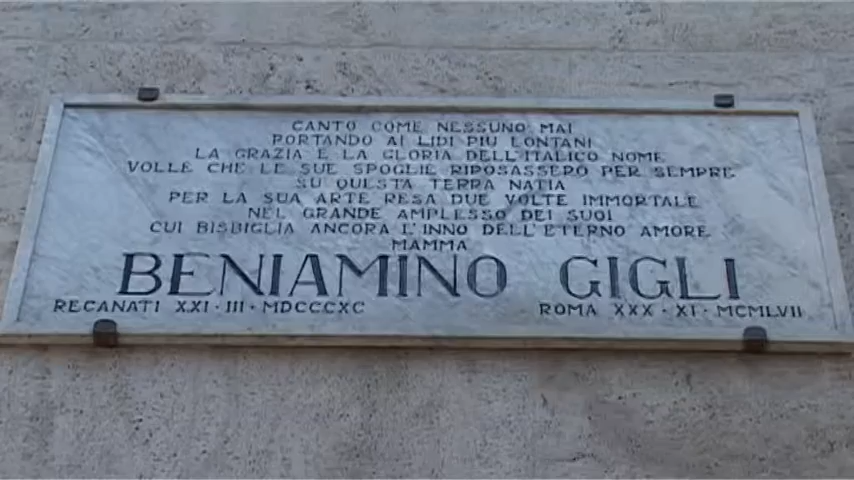 CANTO COME NESSUNO MAI
PORTANDO AI LIDI PIÙ LONTANI
LA GRAZIA E LA GLORIA DELL'ITALICO NOME
VOLLE CHE LE SUE SPOGLIE RIPOSASSERO PER SEMPRE
SU QUESTA TERRA NATIA
PER LA SUA ARTE RESA DUE VOLTE IMMORTALE
NEL GRANDE AMPLESSO DEI SUOI
CUI BISBIGLIA ANCORA L'INNO DELL'ETERNO AMORE
MAMMA
BENIAMINO GIGLI
RECANATI XXI·III·MDCCCXC ROMA XXX·XI·MCMLVII